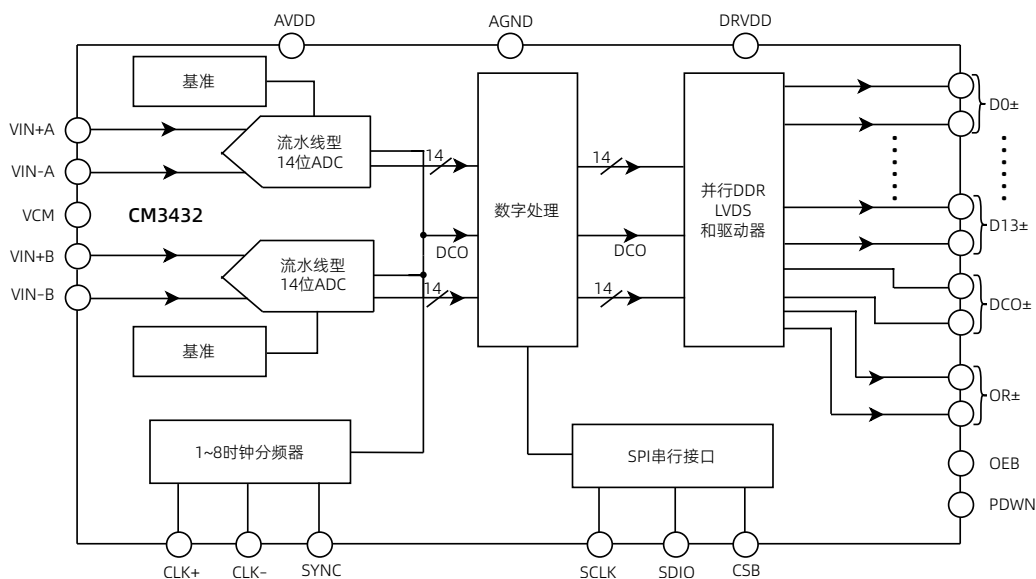 AVDD
AGND
DRVDD
基准
VIN+A
流水线型
14位ADC
VIN-A
14
14
D0±
VCM
CM3432
数字处理
并行DDR
LVDS
和驱动器
D13±
DCO
DCO
VIN+B
流水线型
14位ADC
VIN-B
14
14
DCO±
基准
OR±
1~8时钟分频器
SPI串行接口
OEB
PDWN
CLK+
CLK-
SYNC
SCLK
SDIO
CSB